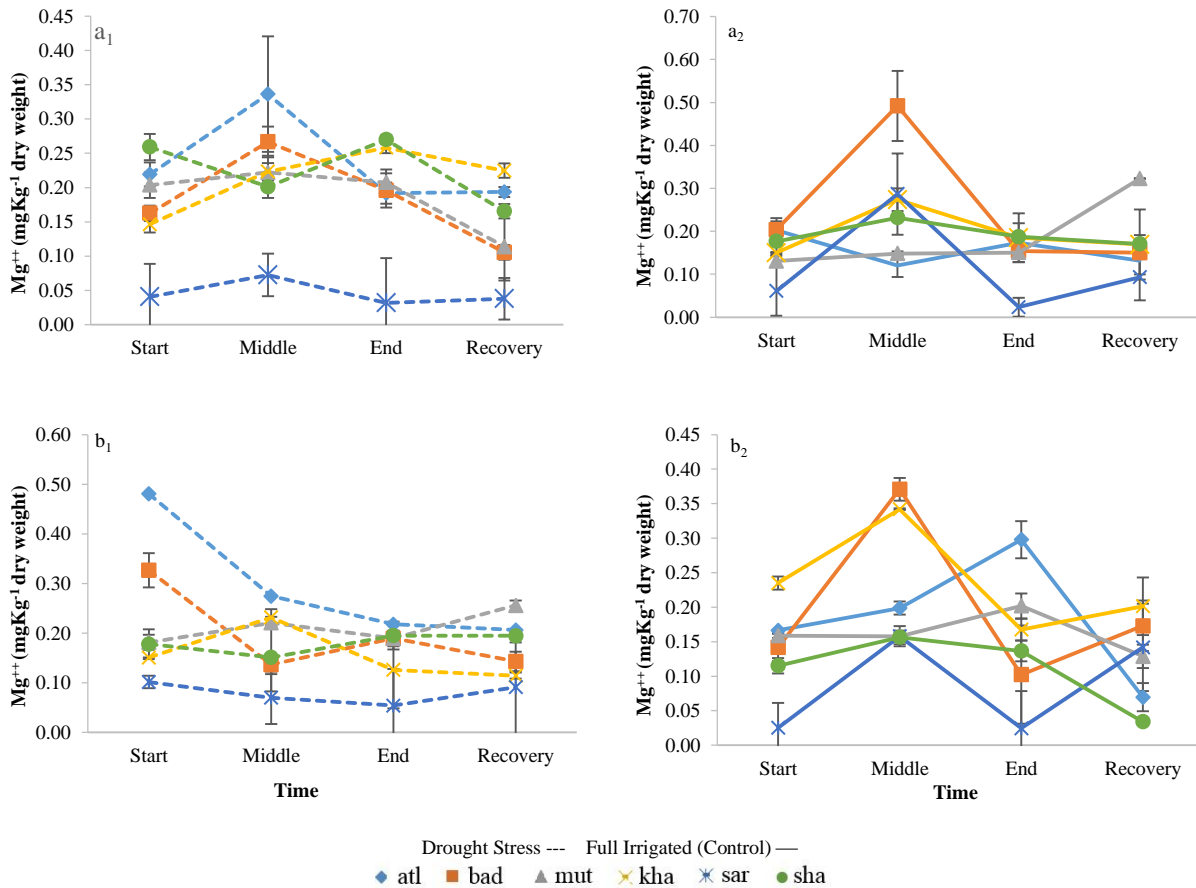 a1
Mg++ (mgKg-1 dry weight)
0.45
0.40
0.35
0.30
0.25
0.20
0.15
0.10
0.05
0.00
Start Middle End Recovery
a2
Mg++ (mgKg-1 dry weight)
0.70
0.60
0.50
0.40
0.30
0.20
0.10
0.00
Start Middle End Recovery
b1
Mg++ (mgKg-1 dry weight)
0.60
0.50
0.40
0.30
0.20
0.10
0.00
Start Middle End Recovery
Time
b2
Mg++ (mgKg-1 dry weight)
0.45
0.40
0.35
0.30
0.25
0.20
0.15
0.10
0.05
0.00
Start Middle End Recovery
Time
Drought Stress --- Full Irrigated (Control) —
atl bad mut kha sar sha